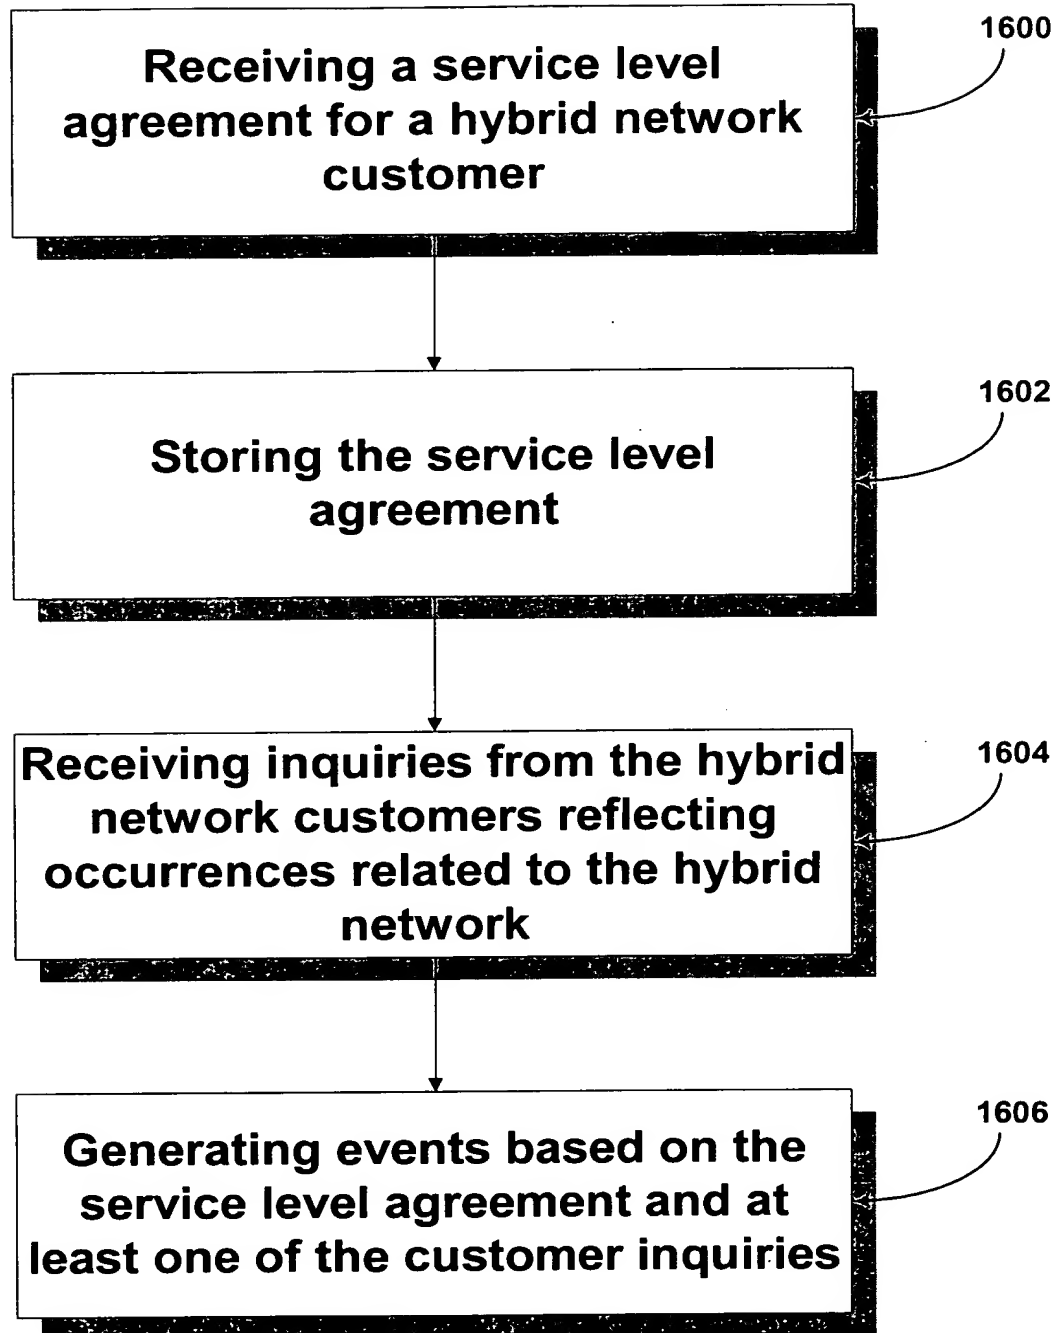 Receiving a service level
agreement for a hybrid network
customer
1600
Storing the service level
agreement
1602
Receiving inquiries from the hybrid
network customers reflecting
occurrences related to the hybrid
network
1604
Generating events based on the
service level agreement and at
least one of the customer inquiries
1606